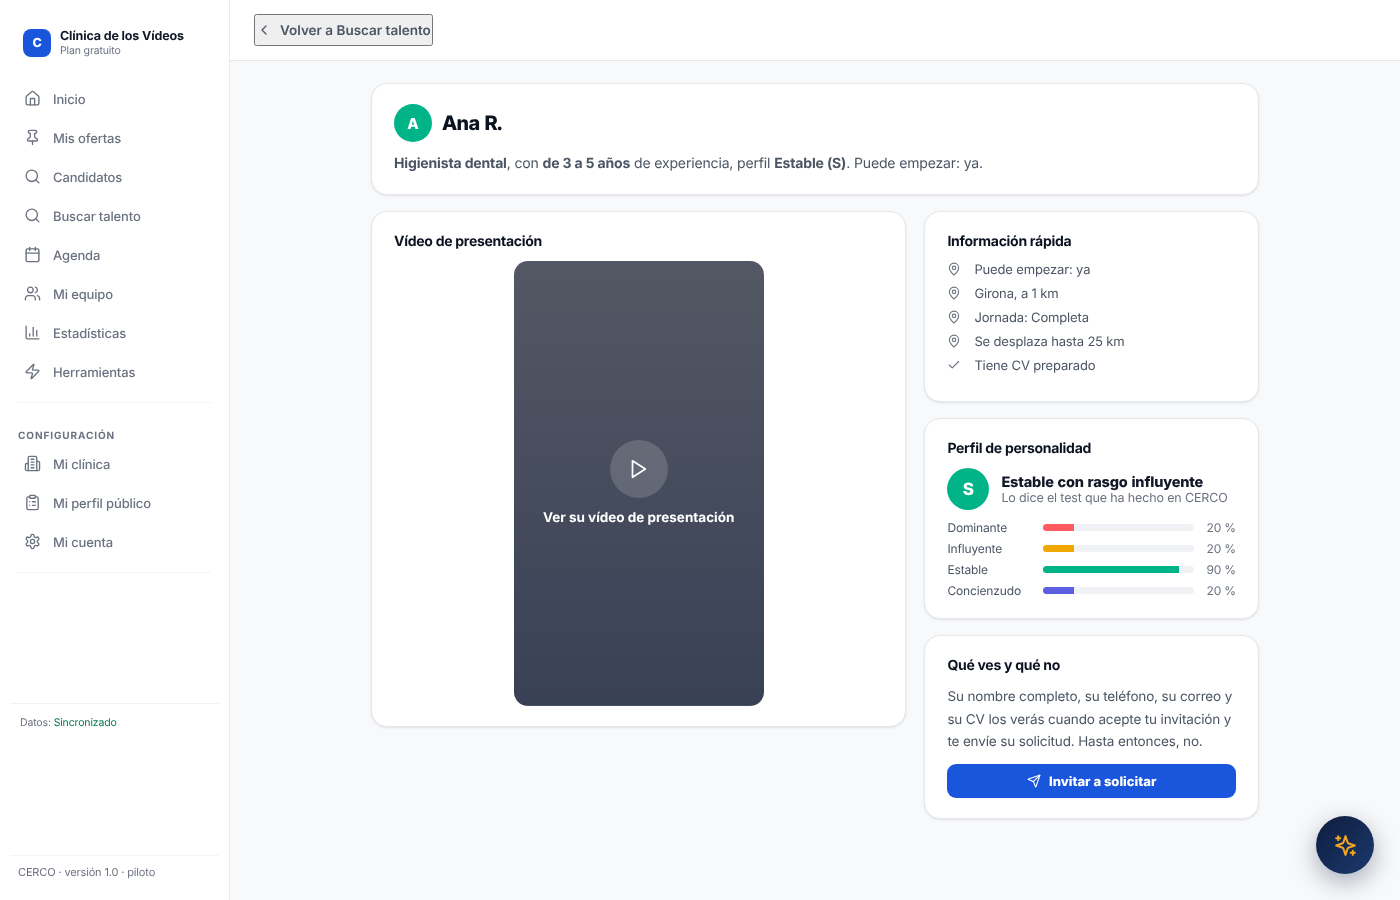 C
Clínica de los Vídeos
Plan gratuito
Inicio
Mis ofertas
Candidatos
Buscar talento
Agenda
Mi equipo
Estadísticas
Herramientas
CONFIGURACIÓN
Mi clínica
Mi perfil público
Mi cuenta
Datos: Sincronizado
CERCO · versión 1.0 · piloto
Volver a Buscar talento
A
Ana R.
Higienista dental, con de 3 a 5 años de experiencia, perfil Estable (S). Puede empezar: ya.
Vídeo de presentación
Ver su vídeo de presentación
Información rápida
Puede empezar: ya
Girona, a 1 km
Jornada: Completa
Se desplaza hasta 25 km
Tiene CV preparado
Perfil de personalidad
S
Estable con rasgo influyente
Lo dice el test que ha hecho en CERCO
Dominante 20 %
Influyente 20 %
Estable 90 %
Concienzudo 20 %
Qué ves y qué no
Su nombre completo, su teléfono, su correo y
su CV los verás cuando acepte tu invitación y
te envíe su solicitud. Hasta entonces, no.
Invitar a solicitar